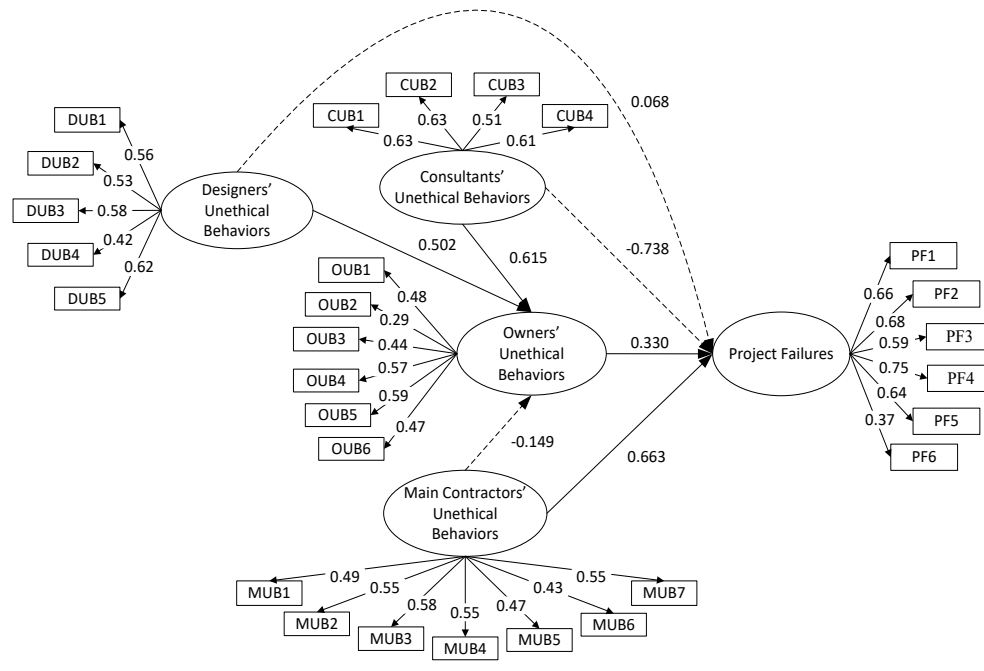 0.068
CUB2
CUB3
CUB1
CUB4
0.63
0.63
0.51
0.61
DUB1
DUB2
DUB3
DUB4
DUB5
0.56
0.53
0.58
0.42
0.62
Designers’
Unethical
Behaviors
Consultants’
Unethical Behaviors
0.502
0.615
-0.738
OUB1
OUB2
OUB3
OUB4
OUB5
OUB6
0.48
0.29
0.44
0.57
0.59
0.47
Owners’
Unethical
Behaviors
0.330
Project Failures
PF1
PF2
PF3
PF4
PF5
PF6
0.66
0.68
0.59
0.75
0.64
0.37
-0.149
0.663
Main Contractors’
Unethical
Behaviors
0.49
0.55
0.58
0.55
0.47
0.43
0.55
MUB1
MUB2
MUB3
MUB4
MUB5
MUB6
MUB7